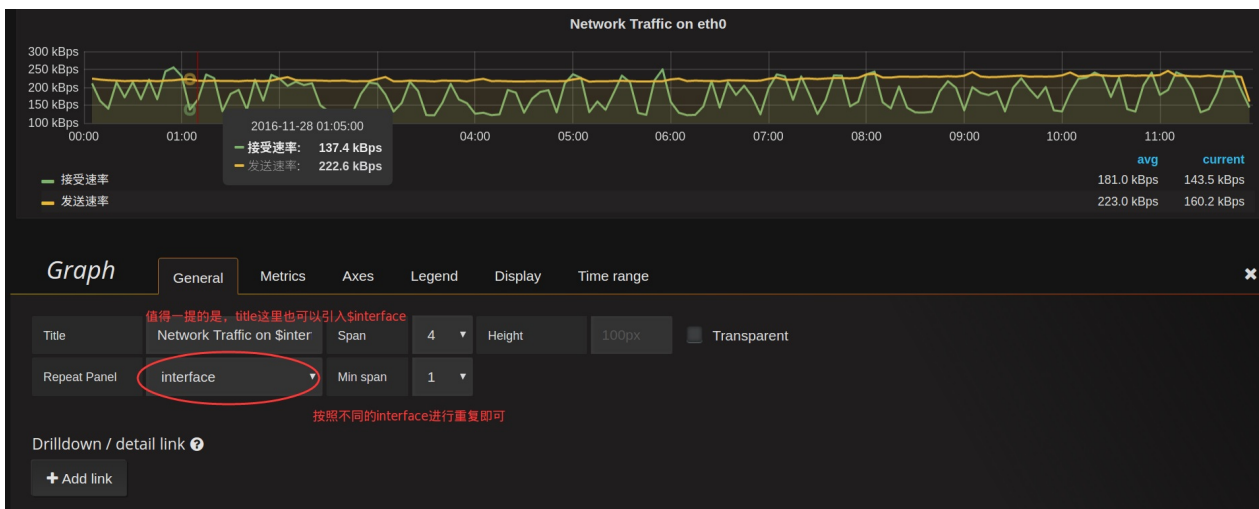 Network Traffic on eth0
300 kBps
250 kBps
200 kBps
150 kBps
100 kBps
00:00 01:00 04:00 05:00 06:00 07:00 08:00 09:00 10:00 11:00
2016-11-28 01:05:00
接受速率: 137.4 kBps
发送速率: 222.6 kBps
avg current
接受速率 181.0 kBps 143.5 kBps
发送速率 223.0 kBps 160.2 kBps
Graph General Metrics Axes Legend Display Time range
值得一提的是，title这里也可以引入$interface
Title Network Traffic on $inter Span 4 Height 100px Transparent
Repeat Panel interface Min span 1
按照不同的interface进行重复即可
Drilldown / detail link
Add link